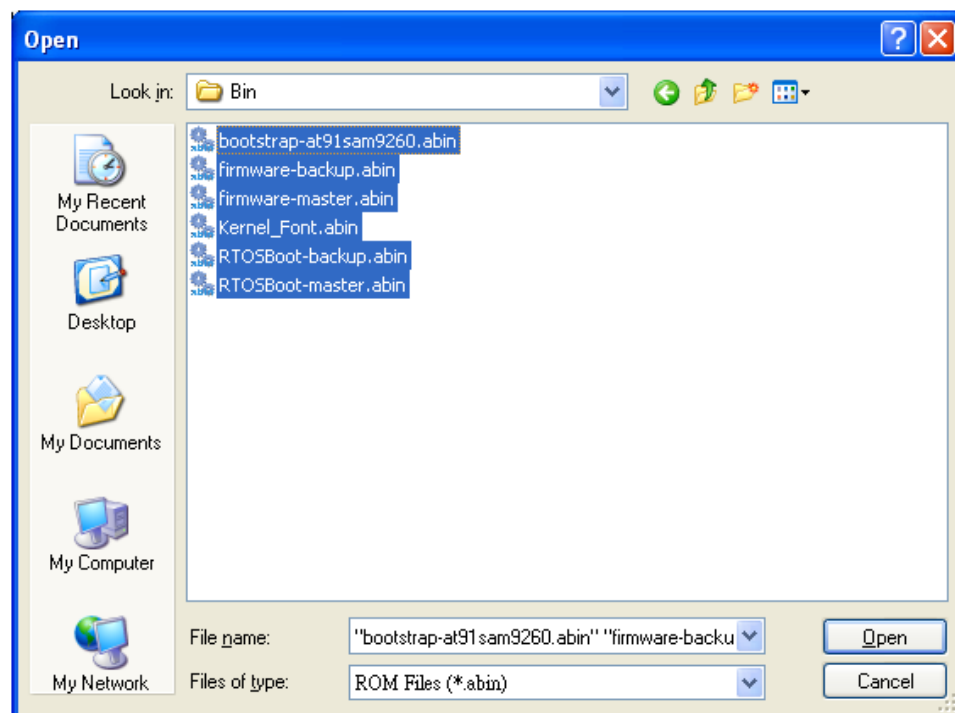 Open
Look in:
Bin
bootstrap-at91sam9260.abin
firmware-backup.abin
firmware-master.abin
Kernel_Font.abin
RTOSBoot-backup.abin
RTOSBoot-master.abin
My Recent
Documents
Desktop
My Documents
My Computer
My Network
File name:
"bootstrap-at91sam9260.abin" "firmware-backu
Open
Files of type:
ROM Files (*.abin)
Cancel